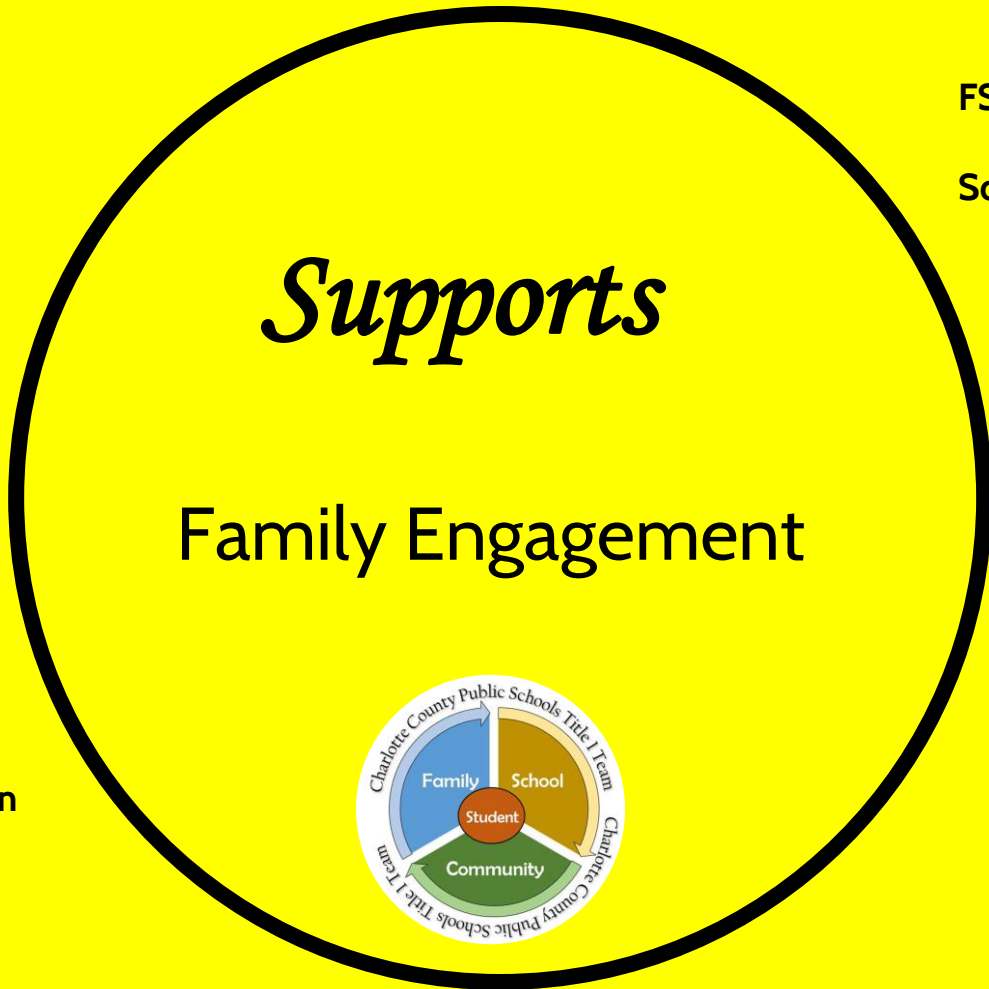 Supports
Family Engagement
Charlotte County Public Schools Title I Team
Family
School
Student
Community
Charlotte County Public Schools Title I Team